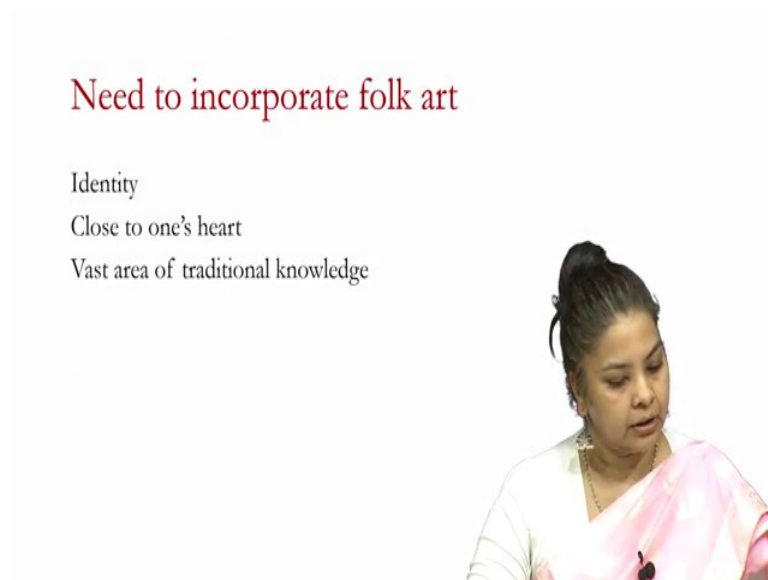 Need to incorporate folk art
Identity
Close to one’s heart
Vast area of traditional knowledge